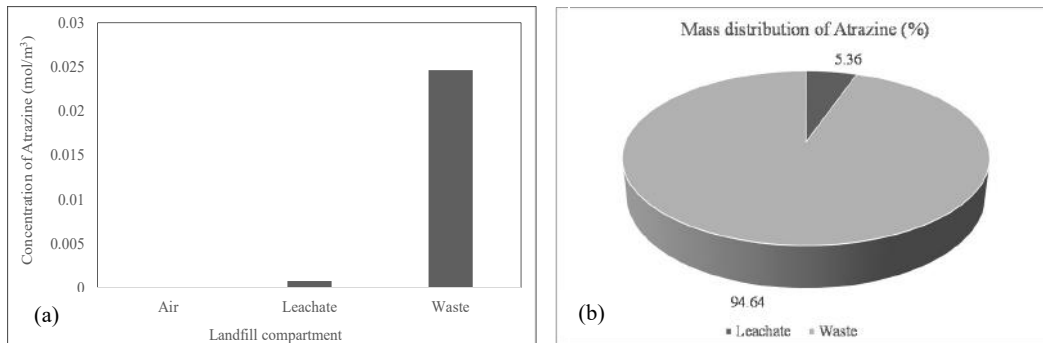 Concentration of Atrazine (mol/m³)
0.03
0.025
0.02
0.015
0.01
0.005
0
Air Leachate Waste
Landfill compartment
(a)
Mass distribution of Atrazine (%)
5.36
94.64
Leachate Waste
(b)